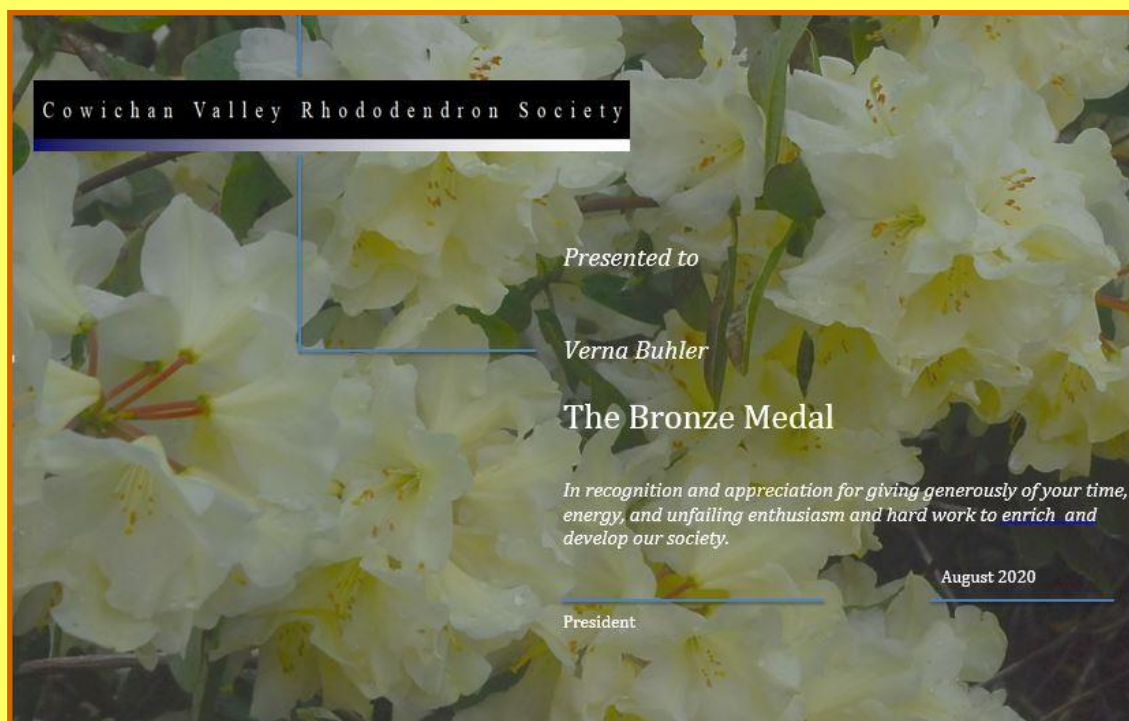 Cowichan Valley Rhododendron Society
Presented to
Verna Buhler
The Bronze Medal
In recognition and appreciation for giving generously of your time,
energy, and unfailing enthusiasm and hard work to enrich and
develop our society.
August 2020
President